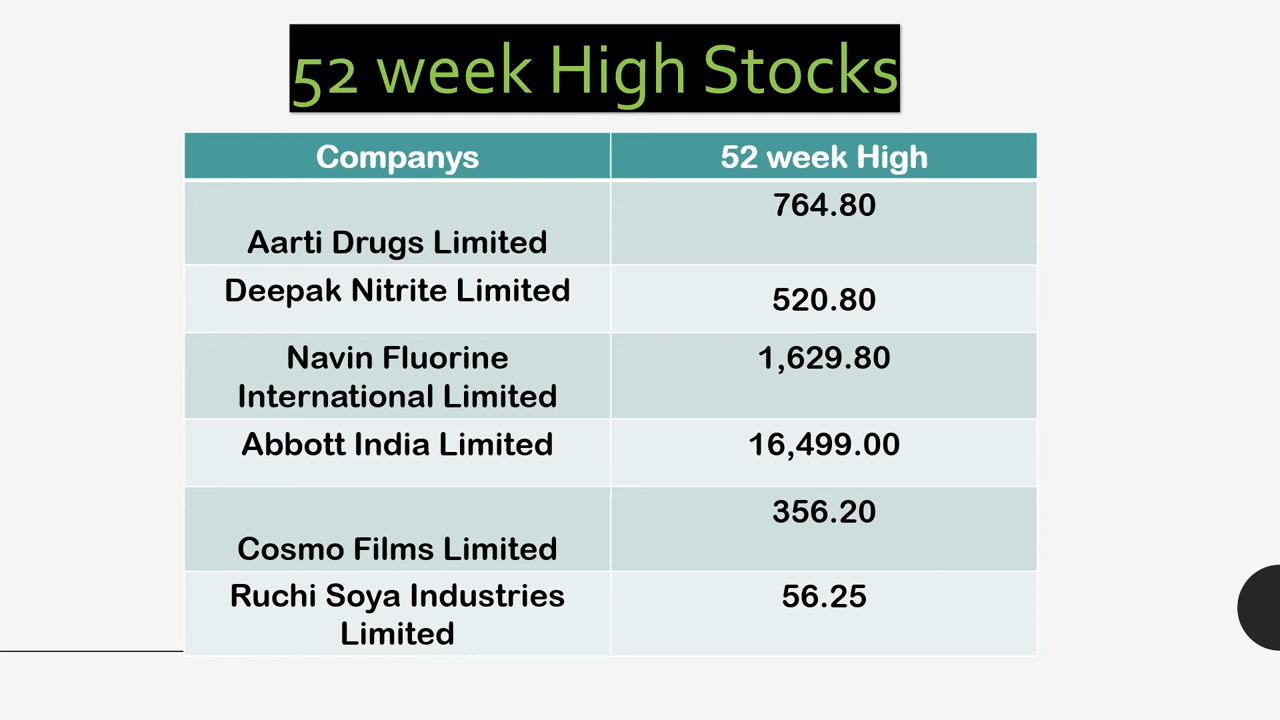 52 week High Stocks
Companys
52 week High
Aarti Drugs Limited
764.80
Deepak Nitrite Limited
520.80
Navin Fluorine
International Limited
1,629.80
Abbott India Limited
16,499.00
Cosmo Films Limited
356.20
Ruchi Soya Industries
Limited
56.25